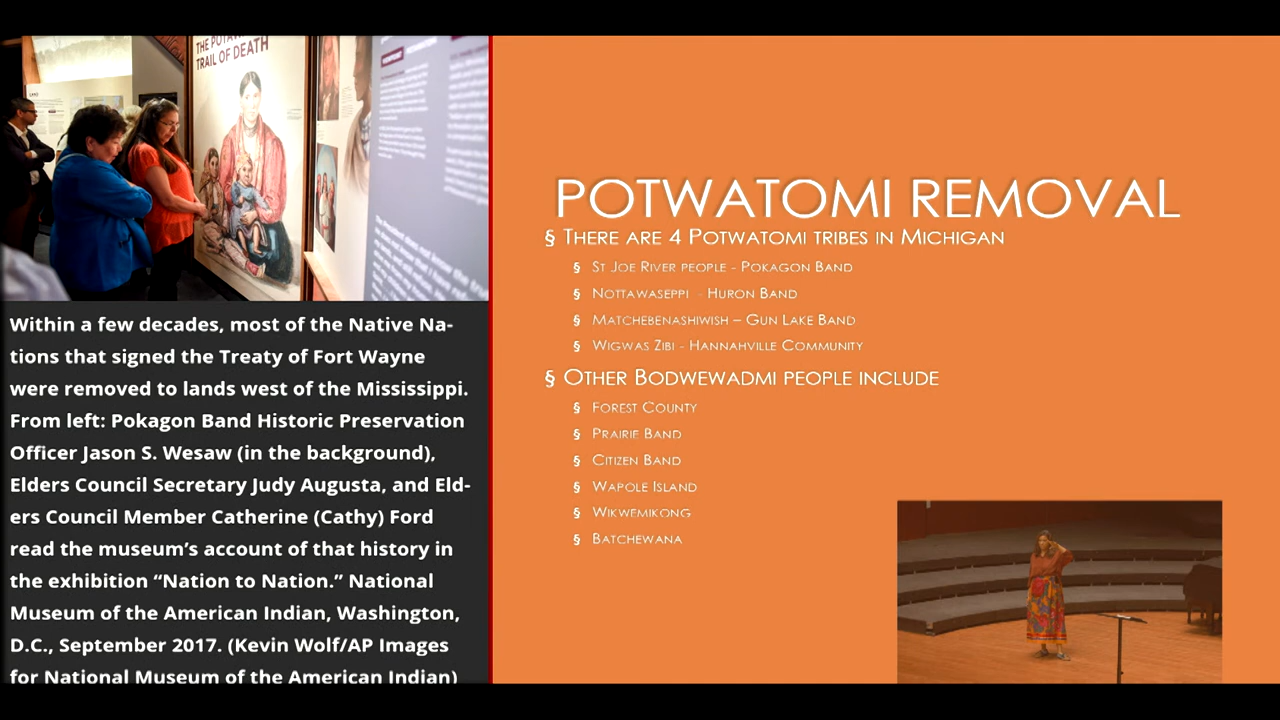 THE POTAW
TRAIL OF DEATH
Within a few decades, most of the Native Na-
tions that signed the Treaty of Fort Wayne
were removed to lands west of the Mississippi.
From left: Pokagon Band Historic Preservation
Officer Jason S. Wesaw (in the background),
Elders Council Secretary Judy Augusta, and Eld-
ers Council Member Catherine (Cathy) Ford
read the museum’s account of that history in
the exhibition “Nation to Nation.” National
Museum of the American Indian, Washington,
D.C., September 2017. (Kevin Wolf/AP Images
for National Museum of the American Indian)
POTWATOMI REMOVAL
§ THERE ARE 4 POTWATOMI TRIBES IN MICHIGAN
§ ST JOE RIVER PEOPLE - POKAGON BAND
§ NOTTAWASEPPI - HURON BAND
§ MATCHEBENASHIWISH – GUN LAKE BAND
§ WIGWAS ZIBI - HANNAHVILLE COMMUNITY
§ OTHER BODWEWADMI PEOPLE INCLUDE
§ FOREST COUNTY
§ PRAIRIE BAND
§ CITIZEN BAND
§ WAPOLE ISLAND
§ WIKWEMIKONG
§ BATCHEWANA